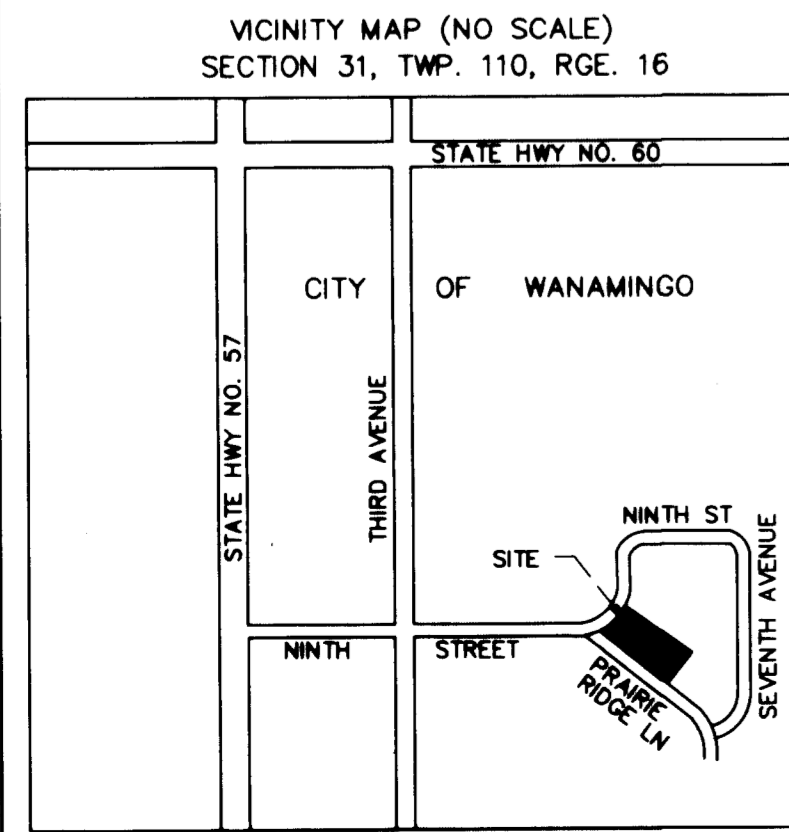 VICINITY MAP (NO SCALE)
SECTION 31, TWP. 110, RGE. 16
STATE HWY NO. 60
CITY OF WANAMINGO
STATE HWY NO. 57
THIRD AVENUE
NINTH ST
SITE
SEVENTH AVENUE
NINTH STREET
PRAIRIE
RIDGE LN